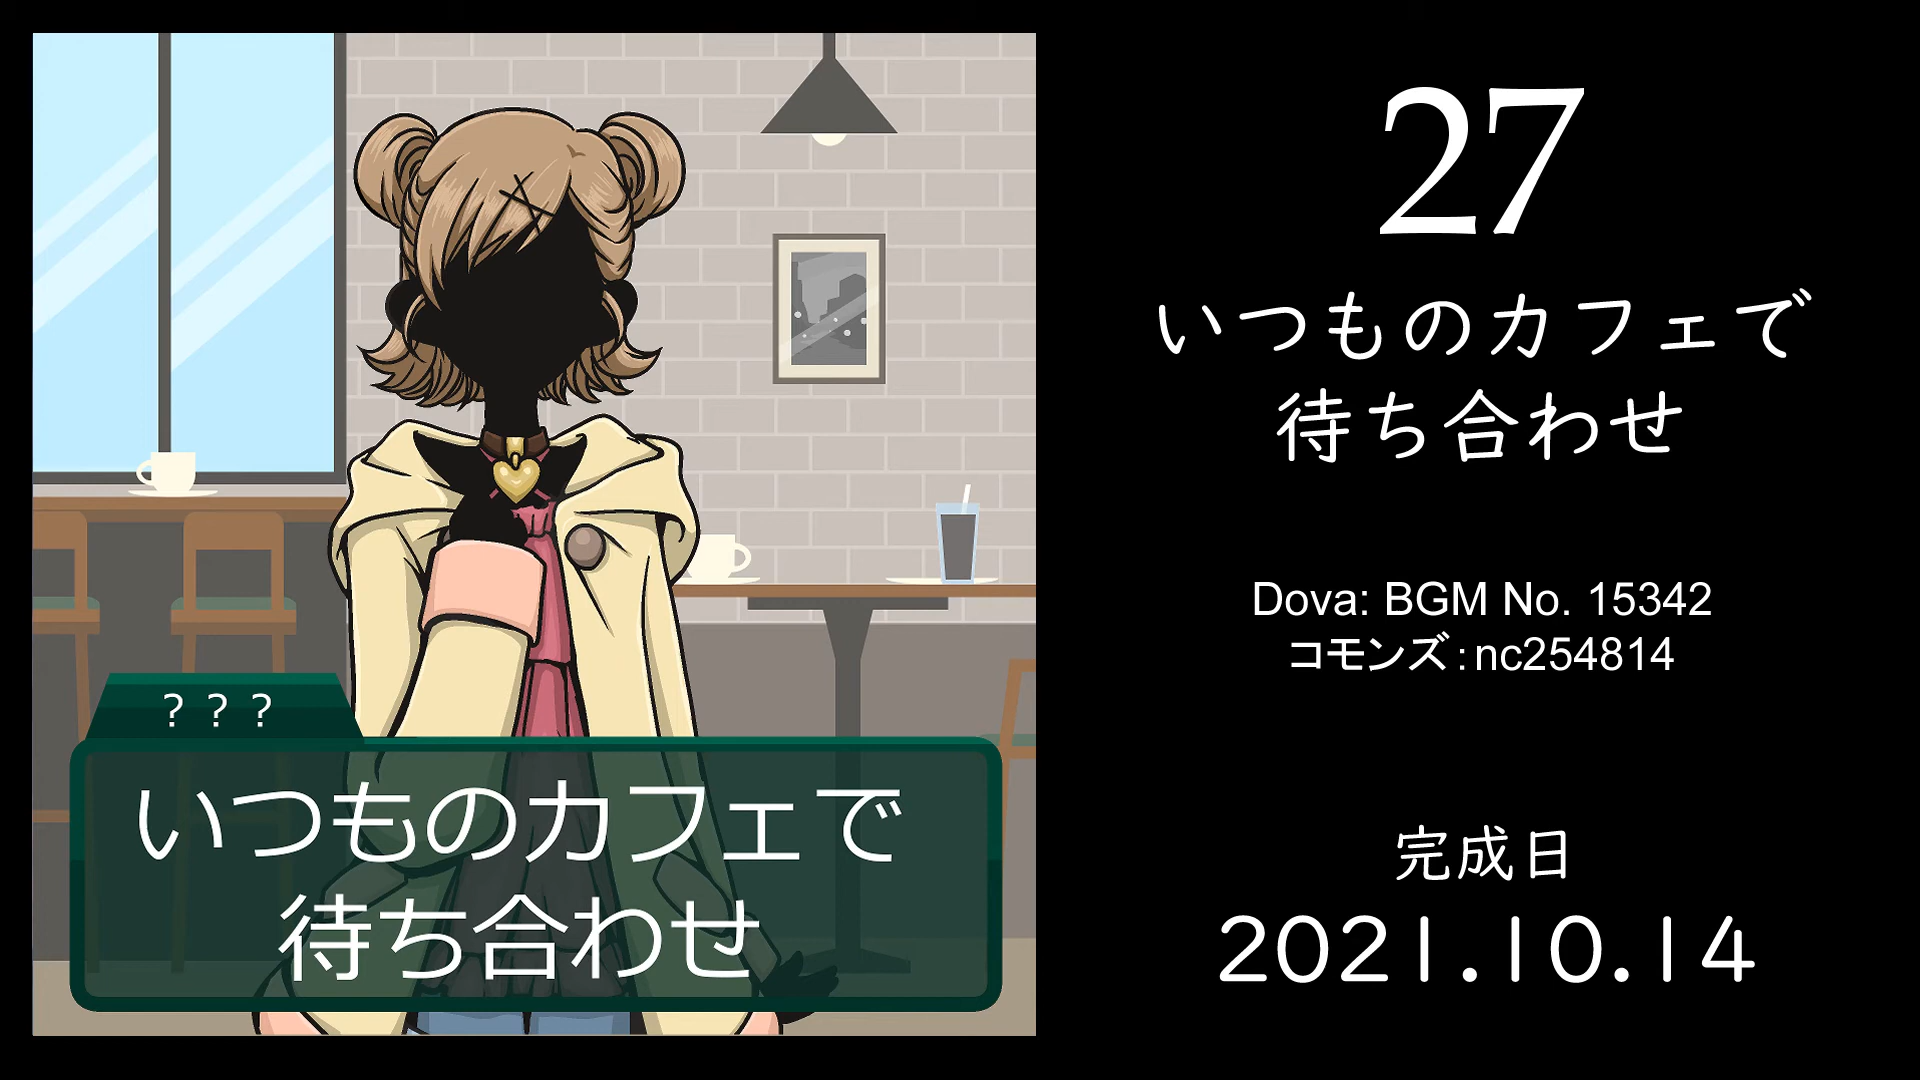 ？？？
いつものカフェで
待ち合わせ
27
いつものカフェで
待ち合わせ
Dova: BGM No. 15342
コモンズ：nc254814
完成日
2021.10.14